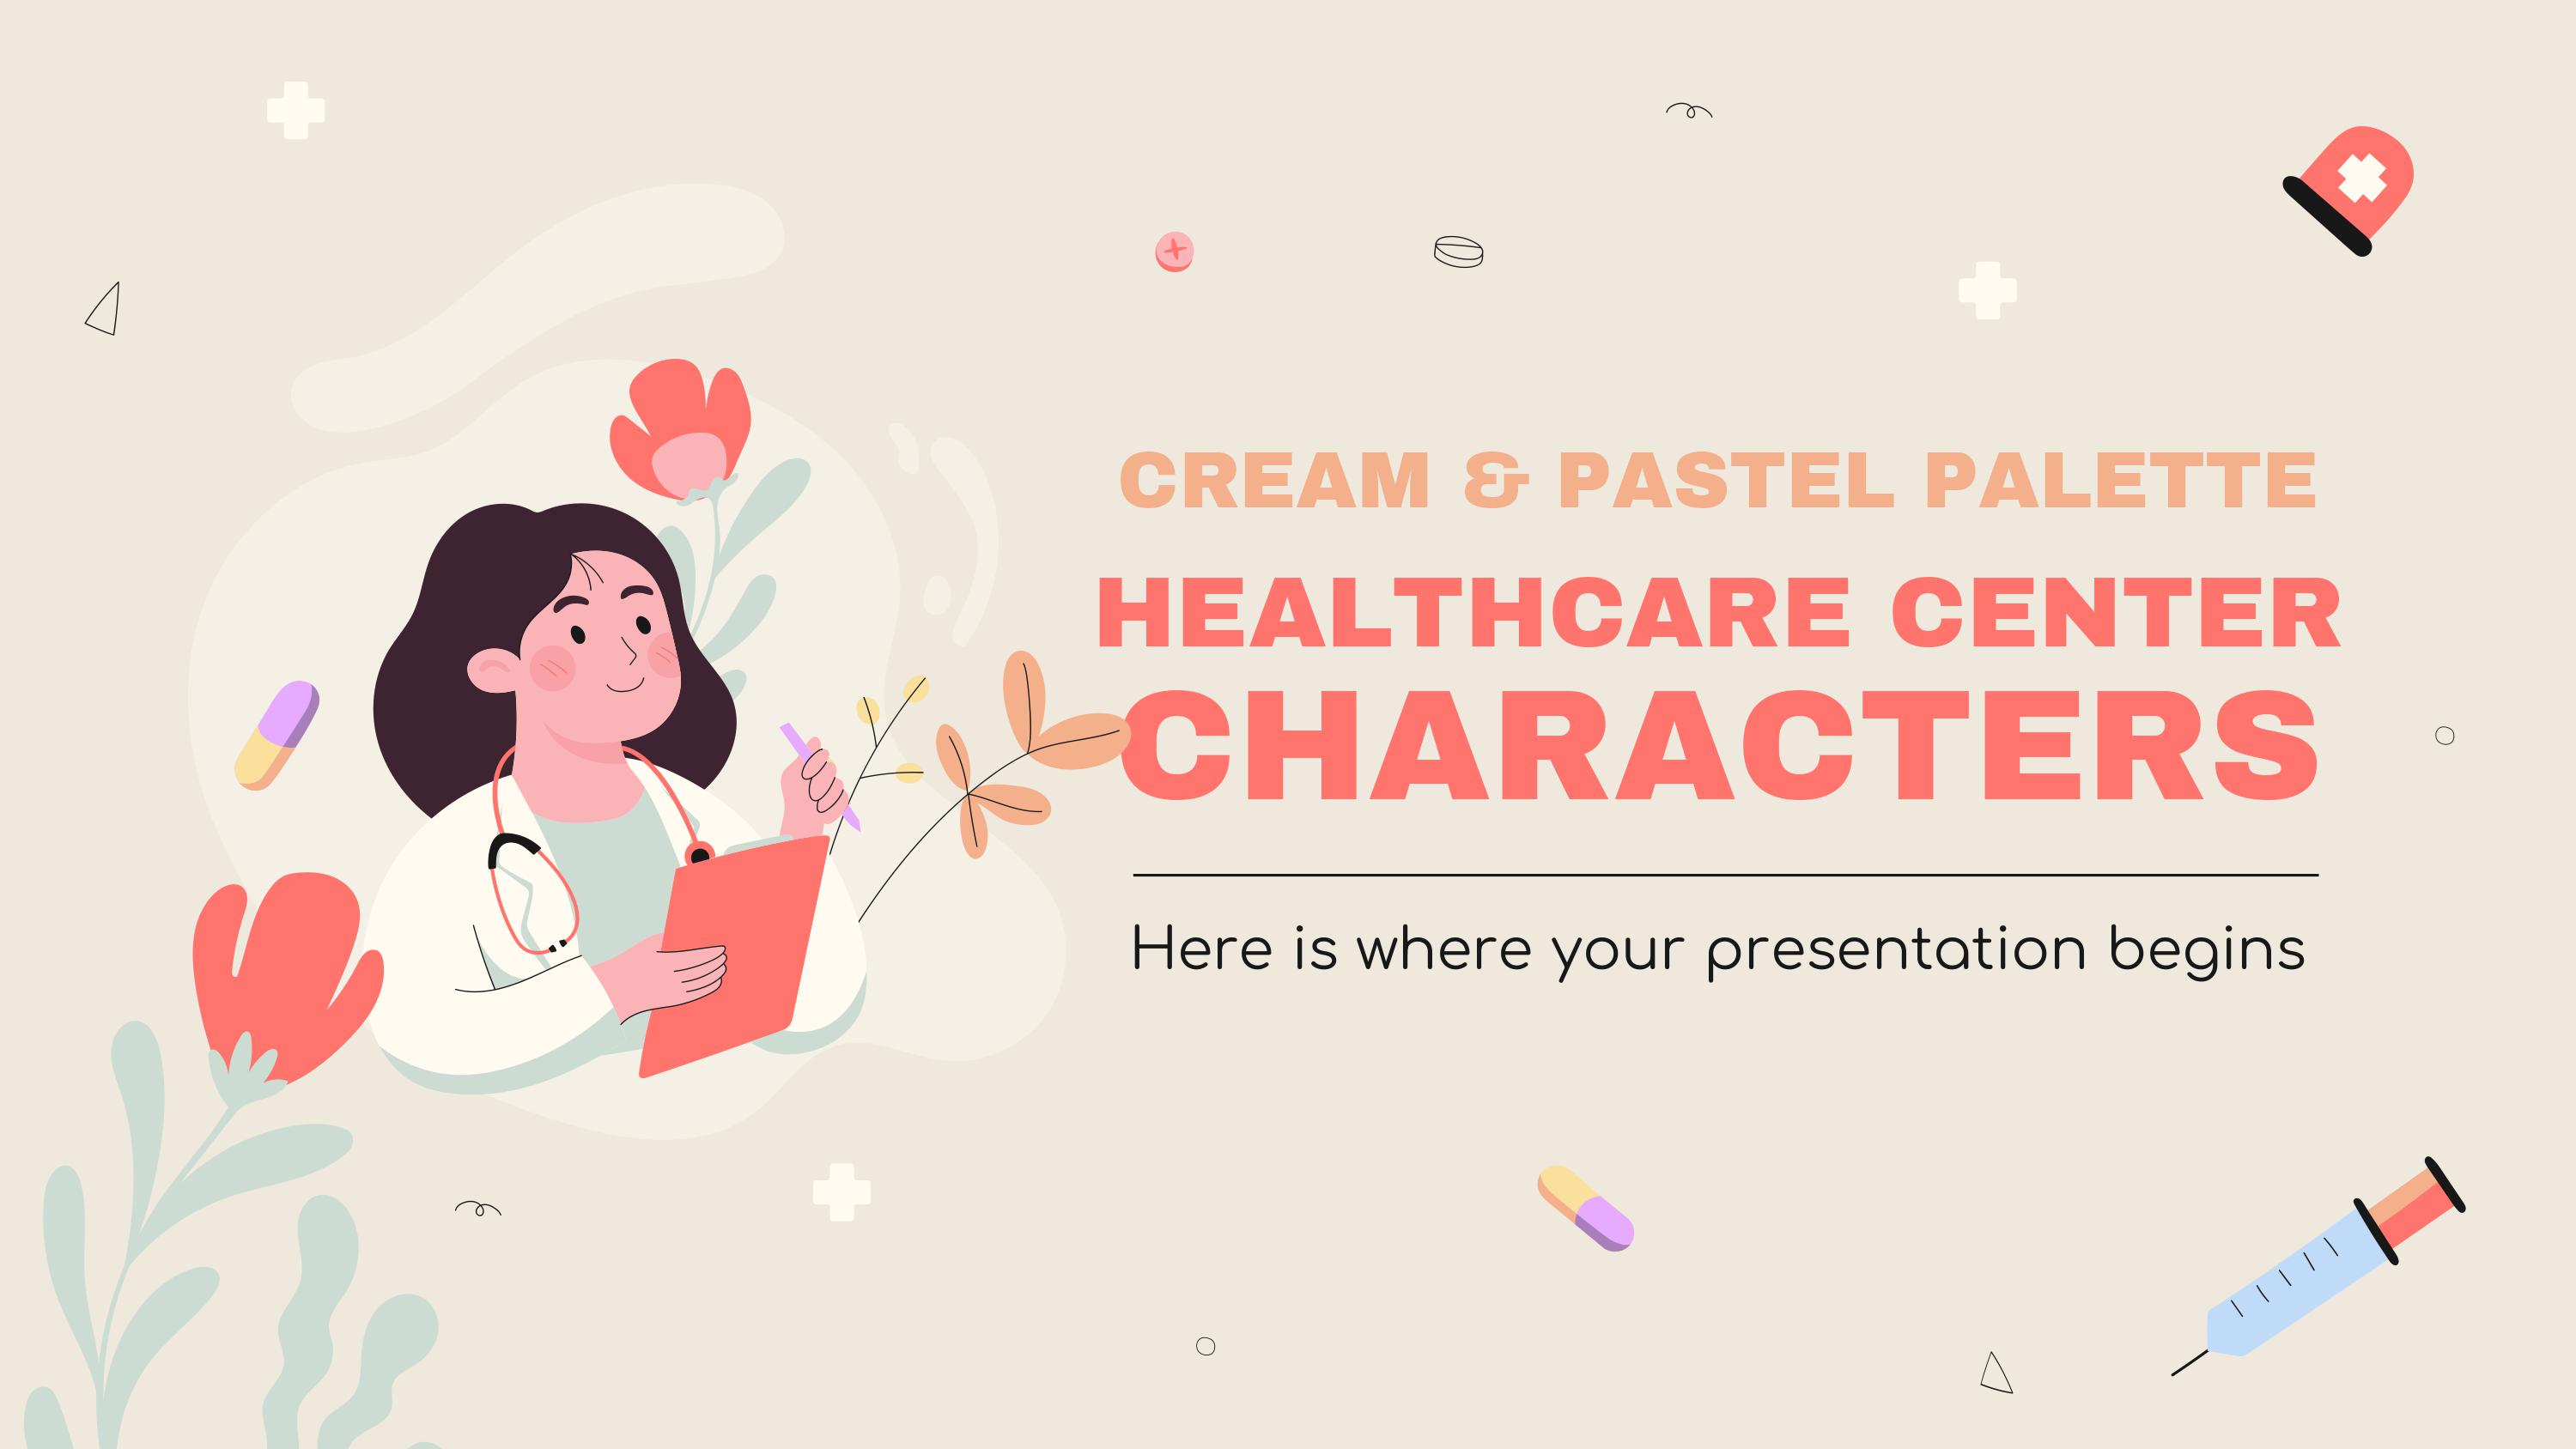 CREAM & PASTEL PALETTE
HEALTHCARE CENTER
CHARACTERS
Here is where your presentation begins